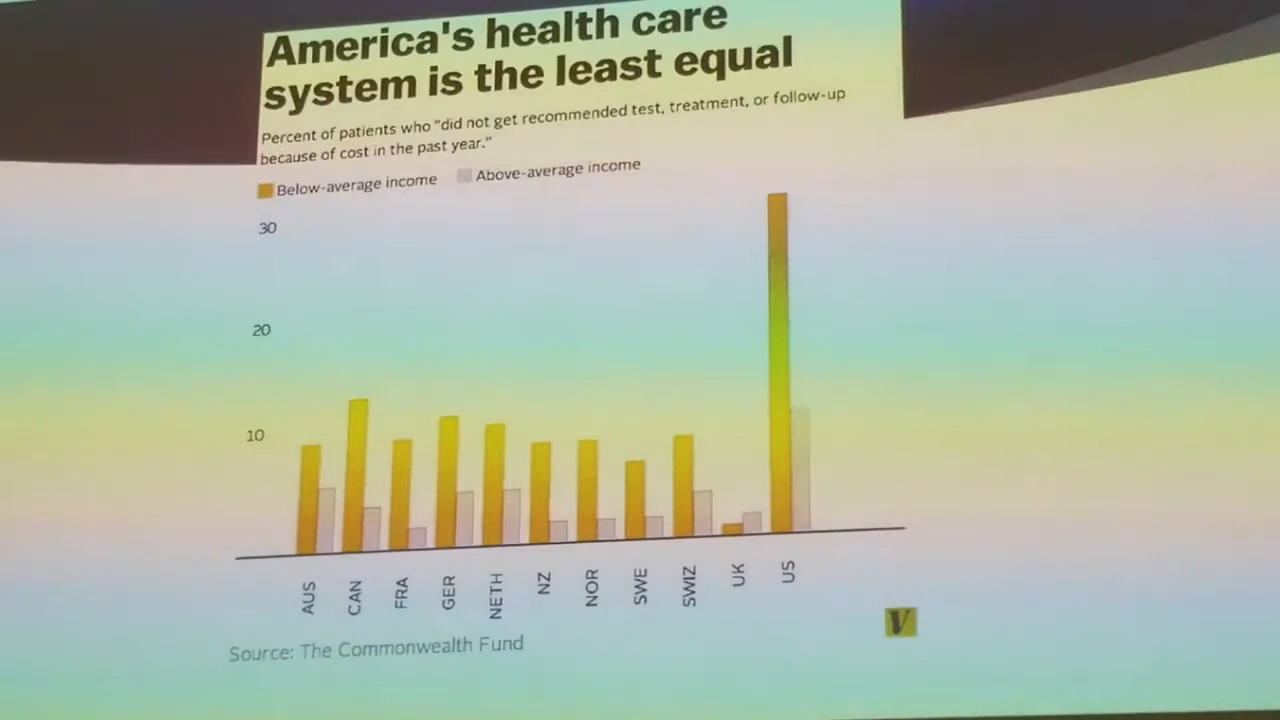 America's health care
system is the least equal
Percent of patients who "did not get recommended test, treatment, or follow-up
because of cost in the past year."
Below-average income Above-average income
30
20
10
AUS CAN FRA GER NETH NZ NOR SWE SWIZ UK US
V
Source: The Commonwealth Fund